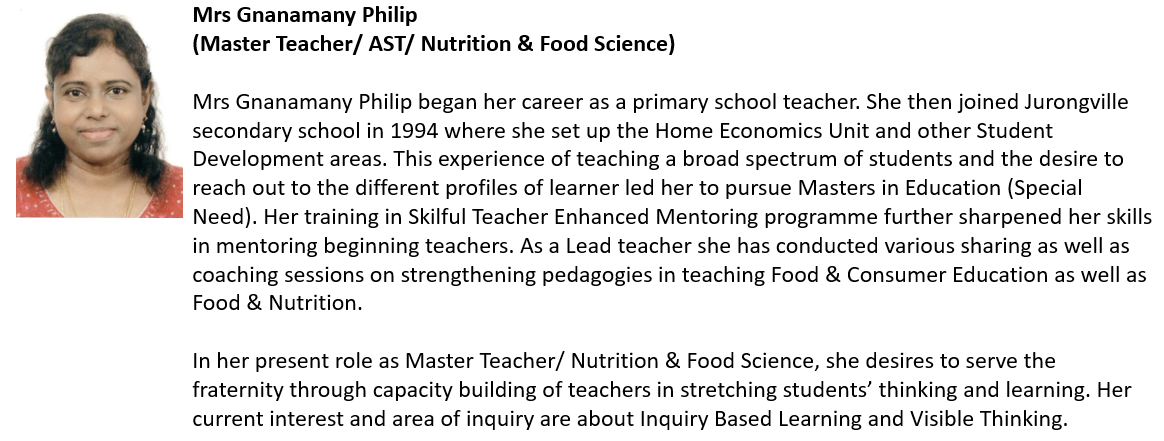 Mrs Gnanamany Philip
(Master Teacher/ AST/ Nutrition & Food Science)
Mrs Gnanamany Philip began her career as a primary school teacher. She then joined Jurongville
secondary school in 1994 where she set up the Home Economics Unit and other Student
Development areas. This experience of teaching a broad spectrum of students and the desire to
reach out to the different profiles of learner led her to pursue Masters in Education (Special
Need). Her training in Skilful Teacher Enhanced Mentoring programme further sharpened her skills
in mentoring beginning teachers. As a Lead teacher she has conducted various sharing as well as
coaching sessions on strengthening pedagogies in teaching Food & Consumer Education as well as
Food & Nutrition.
In her present role as Master Teacher/ Nutrition & Food Science, she desires to serve the
fraternity through capacity building of teachers in stretching students’ thinking and learning. Her
current interest and area of inquiry are about Inquiry Based Learning and Visible Thinking.